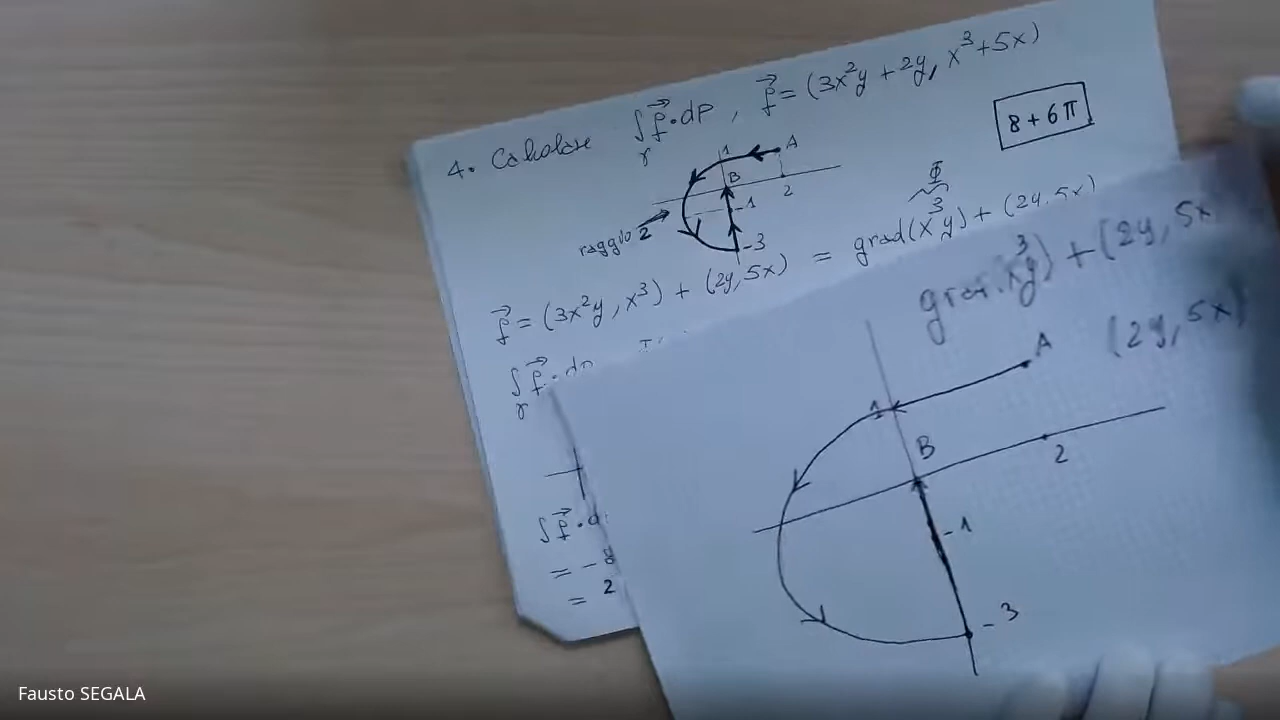 4. Calcolare ∫γ f⃗ • dP , f⃗ = (3x²y + 2y, x³ + 5x)
8 + 6π
1 A
B 2
-1
raggio 2
-3
Φ
f⃗ = (3x²y, x³) + (2y, 5x) = grad(x³y) + (2y, 5x)
∫γ f⃗ •
∫ f⃗ •
= -8
= 2
grad(x³y) + (2y, 5x
(2y, 5x)
A
1
B
2
-1
-3
Fausto SEGALA